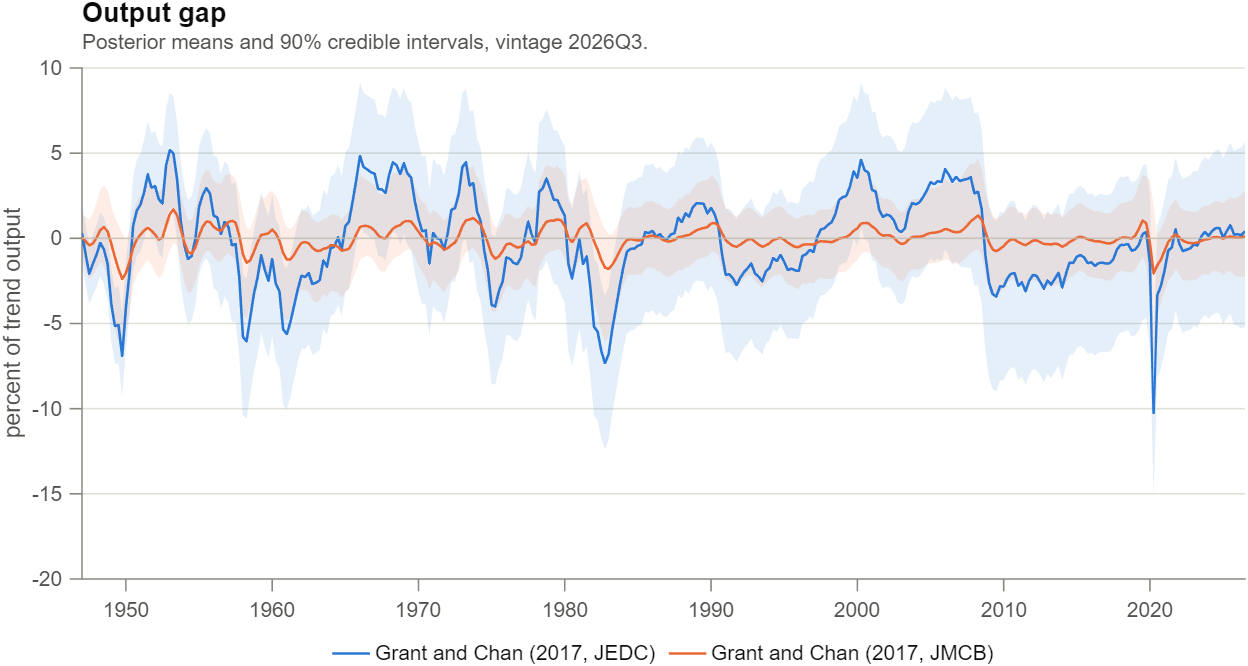 Output gap
Posterior means and 90% credible intervals, vintage 2026Q3.
percent of trend output
10
5
0
-5
-10
-15
-20
1950 1960 1970 1980 1990 2000 2010 2020
Grant and Chan (2017, JEDC) Grant and Chan (2017, JMCB)